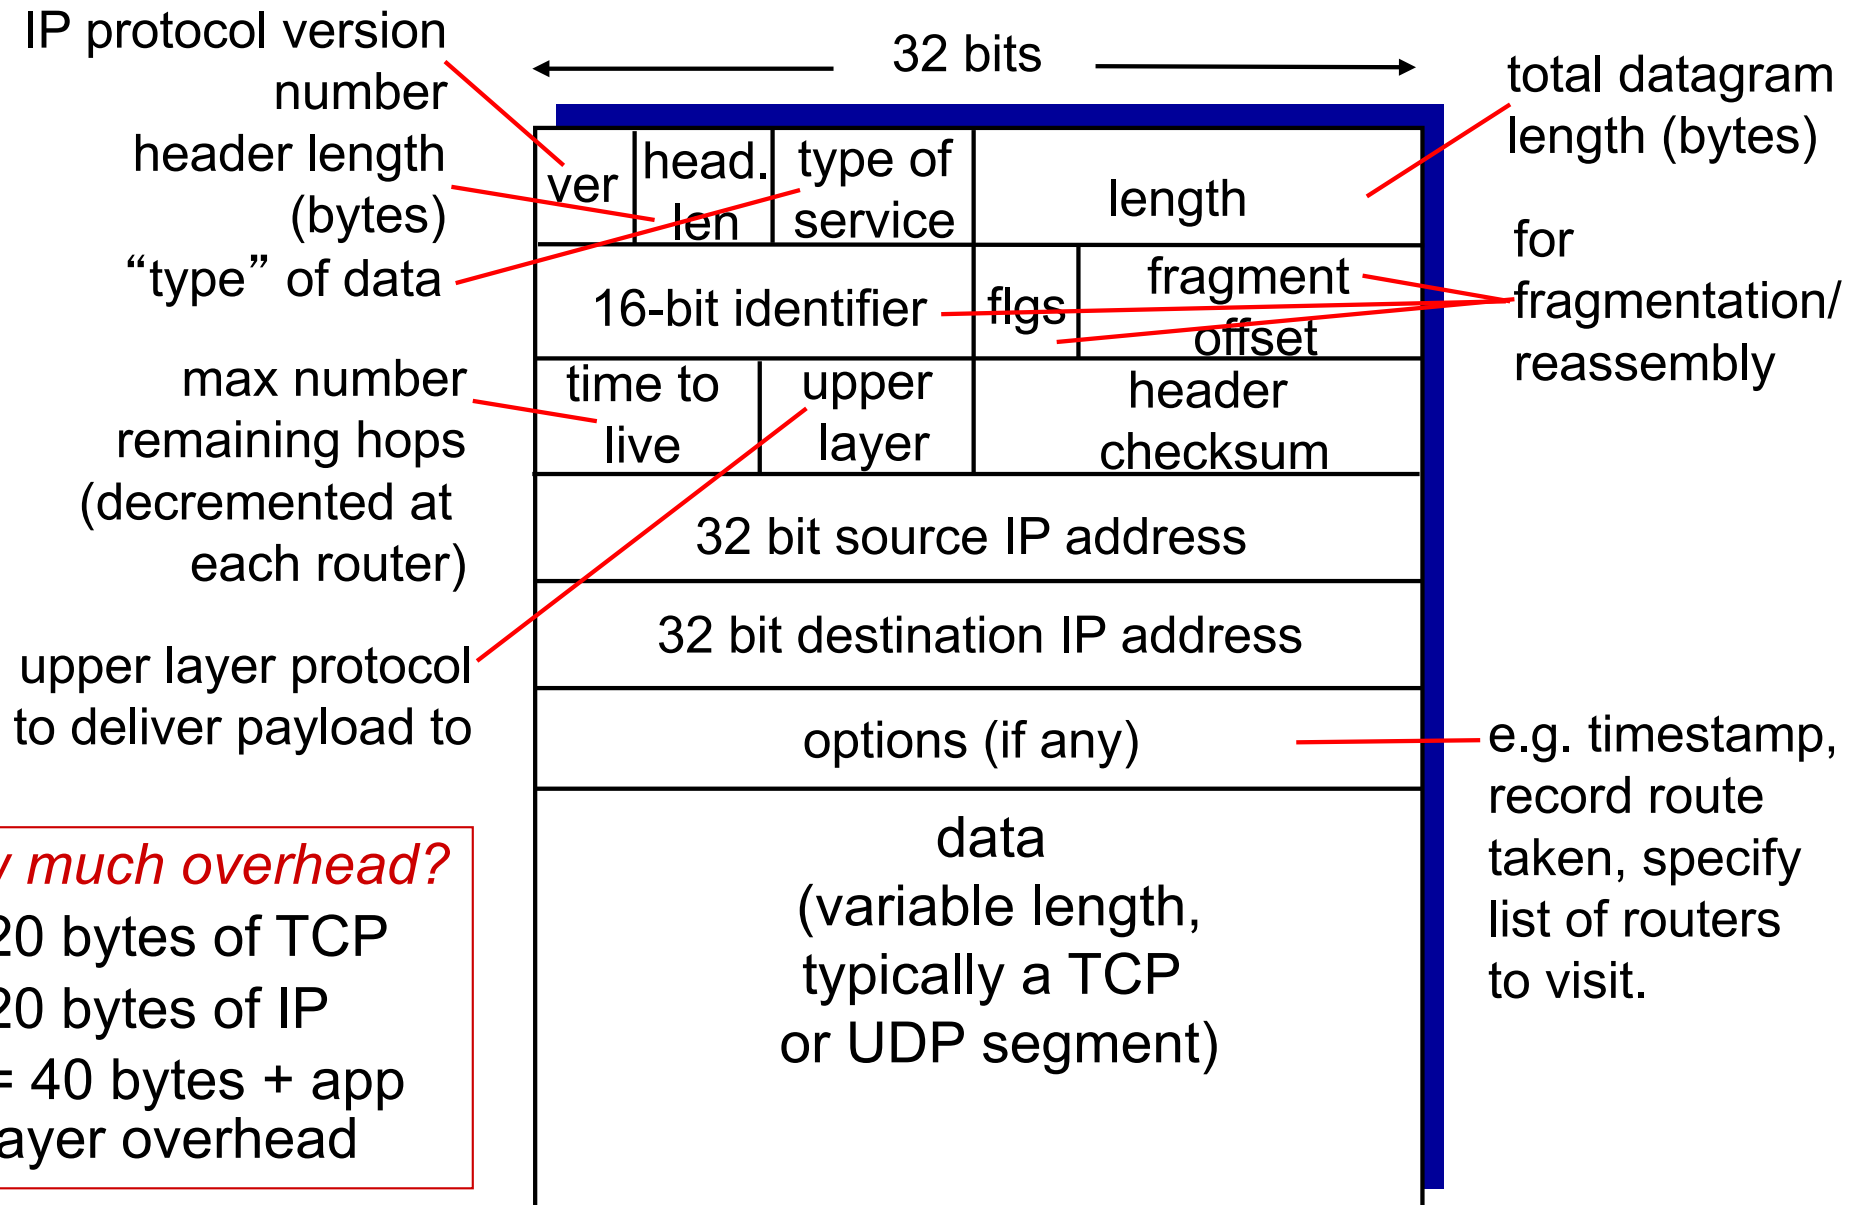 IP protocol version
number
header length
(bytes)
“type” of data
max number
remaining hops
(decremented at
each router)
upper layer protocol
to deliver payload to
much overhead?
20 bytes of TCP
20 bytes of IP
= 40 bytes + app
overhead
32 bits
ver
head.
len
type of
service
length
16-bit identifier
flgs
fragment
offset
time to
live
upper
layer
header
checksum
32 bit source IP address
32 bit destination IP address
options (if any)
data
(variable length,
typically a TCP
or UDP segment)
total datagram
length (bytes)
for
fragmentation/
reassembly
e.g. timestamp,
record route
taken, specify
list of routers
to visit.